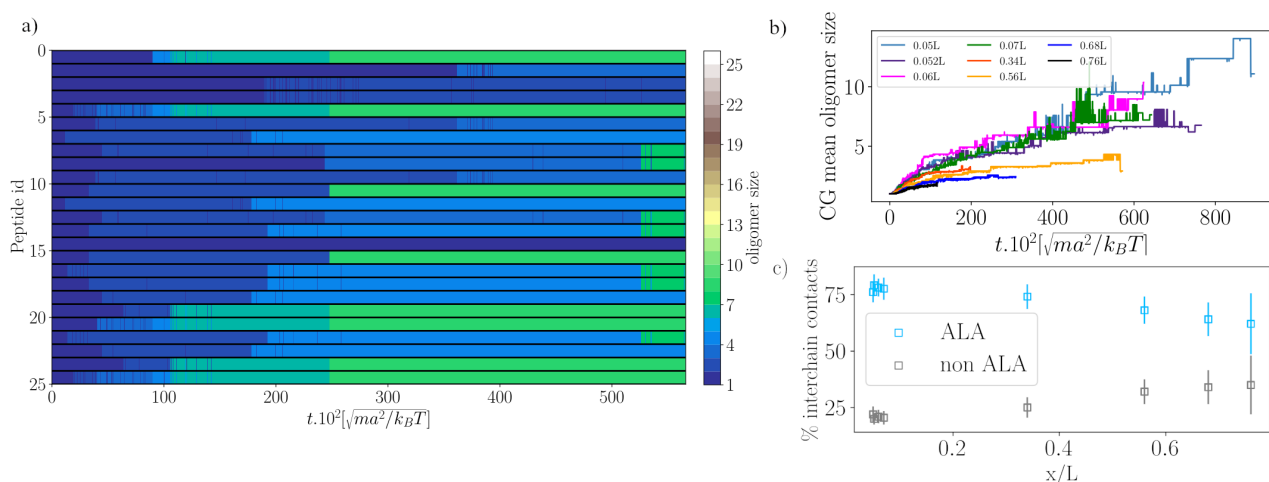 a)
0
5
10
15
20
25
Peptide id
0
100
200
300
400
500
t.10²[√ma²/k_BT]
25
22
19
16
13
10
7
4
1
oligomer size
b)
0.05L
0.052L
0.06L
0.07L
0.34L
0.56L
0.68L
0.76L
10
5
CG mean oligomer size
0
200
400
600
800
t.10²[√ma²/k_BT]
c)
75
50
25
% interchain contacts
ALA
non ALA
0.2
0.4
0.6
x/L